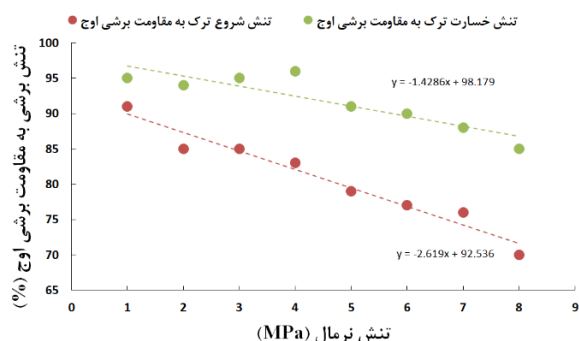 تنش خسارت ترک به مقاومت برشی اوج
تنش شروع ترک به مقاومت برشی اوج
تنش برشی به مقاومت برشی اوج (%)
100
95
90
85
80
75
70
65
y = -1.4286x + 98.179
y = -2.619x + 92.536
0 1 2 3 4 5 6 7 8 9
تنش نرمال (MPa)